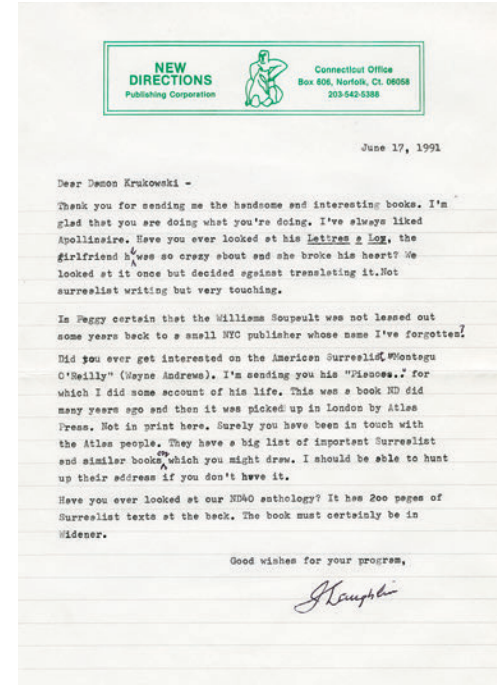 NEW
DIRECTIONS
Publishing Corporation
Connecticut Office
Box 606, Norfolk, Ct. 06058
203-542-5388
June 17, 1991
Dear Damon Krukowski -
Thank you for sending me the handsome and interesting books. I'm
glad that you are doing what you're doing. I've always liked
Apollinaire. Have you ever looked at his Lettres a Lou, the
girlfriend he was so crazy about and she broke his heart? We
looked at it once but decided against translating it.Not
surrealist writing but very touching.
Is Peggy certain that the Williams Soupault was not leased out
some years back to a small NYC publisher whose name I've forgotten?
Did you ever get interested on the American Surrealist, "Montagu
O'Reilly" (Wayne Andrews). I'm sending you his "Pianos.." for
which I did some account of his life. This was a book ND did
many years ago and then it was picked up in London by Atlas
Press. Not in print here. Surely you have been in touch with
the Atlas people. They have a big list of important Surrealist
and similar books on which you might draw. I should be able to hunt
up their address if you don't have it.
Have you ever looked at our ND40 anthology? It has 200 pages of
Surrealist texts at the back. The book must certainly be in
Widener.
Good wishes for your program,
J Laughlin